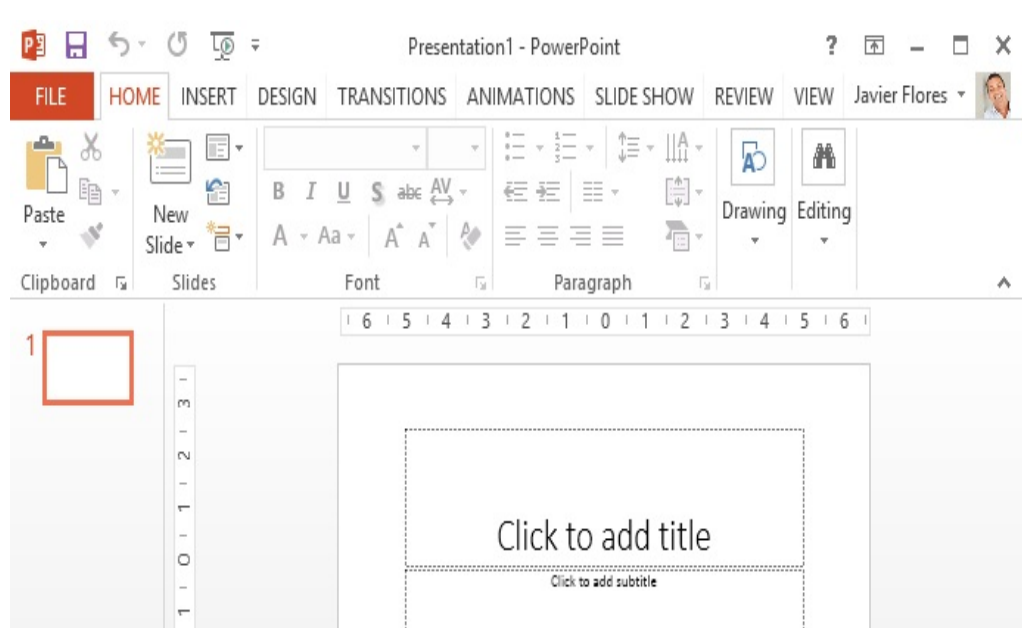 Presentation1 - PowerPoint ?
FILE HOME INSERT DESIGN TRANSITIONS ANIMATIONS SLIDE SHOW REVIEW VIEW Javier Flores
Paste
New
Slide
B I U S abc AV
A Aa A A
Drawing Editing
Clipboard Slides Font Paragraph
6 5 4 3 2 1 0 1 2 3 4 5 6
1
3 2 1 0 1
Click to add title
Click to add subtitle